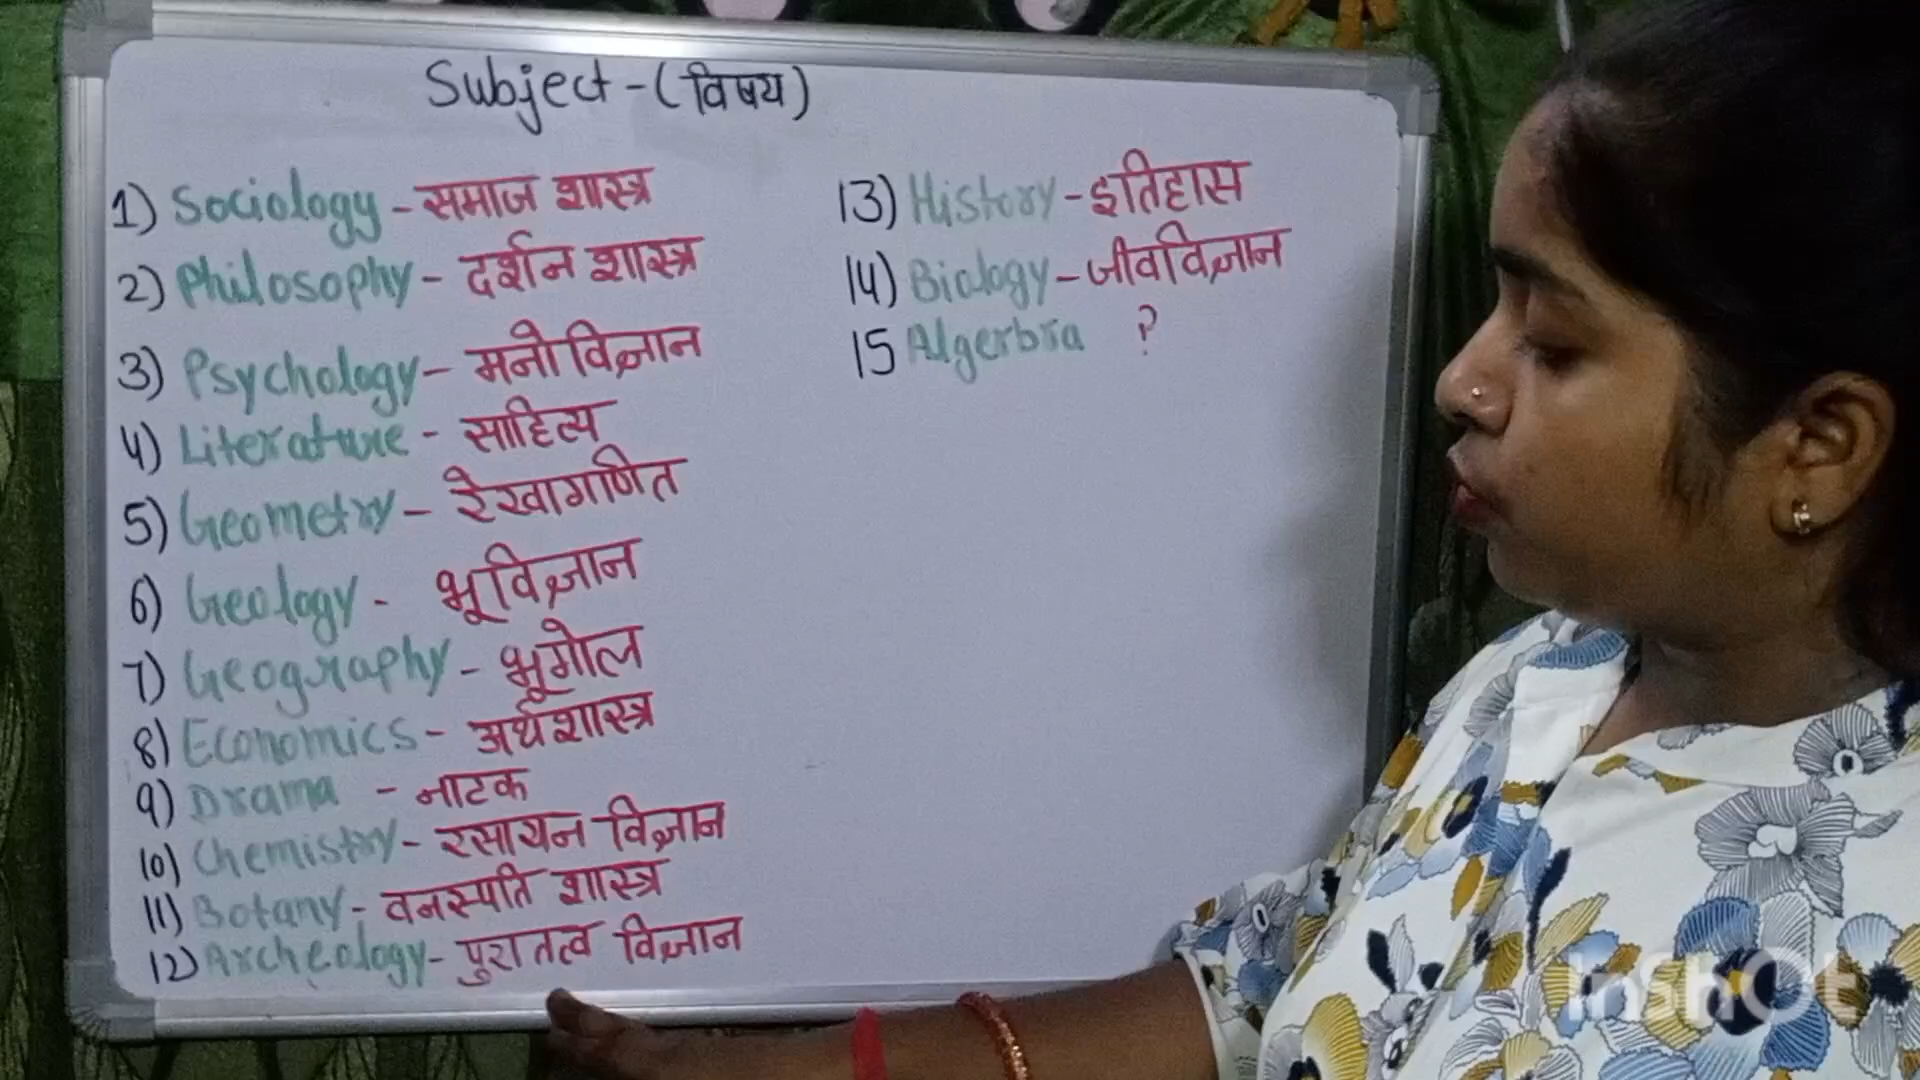 Subject - (विषय)
1) Sociology - समाज शास्त्र
2) Philosophy - दर्शन शास्त्र
3) Psychology - मनोविज्ञान
4) Literature - साहित्य
5) Geometry - रेखागणित
6) Geology - भूविज्ञान
7) Geography - भूगोल
8) Economics - अर्थशास्त्र
9) Drama - नाटक
10) Chemistry - रसायन विज्ञान
11) Botany - वनस्पति शास्त्र
12) Archeology - पुरातत्व विज्ञान
13) History - इतिहास
14) Biology - जीवविज्ञान
15 Algerbra ?
InShOt